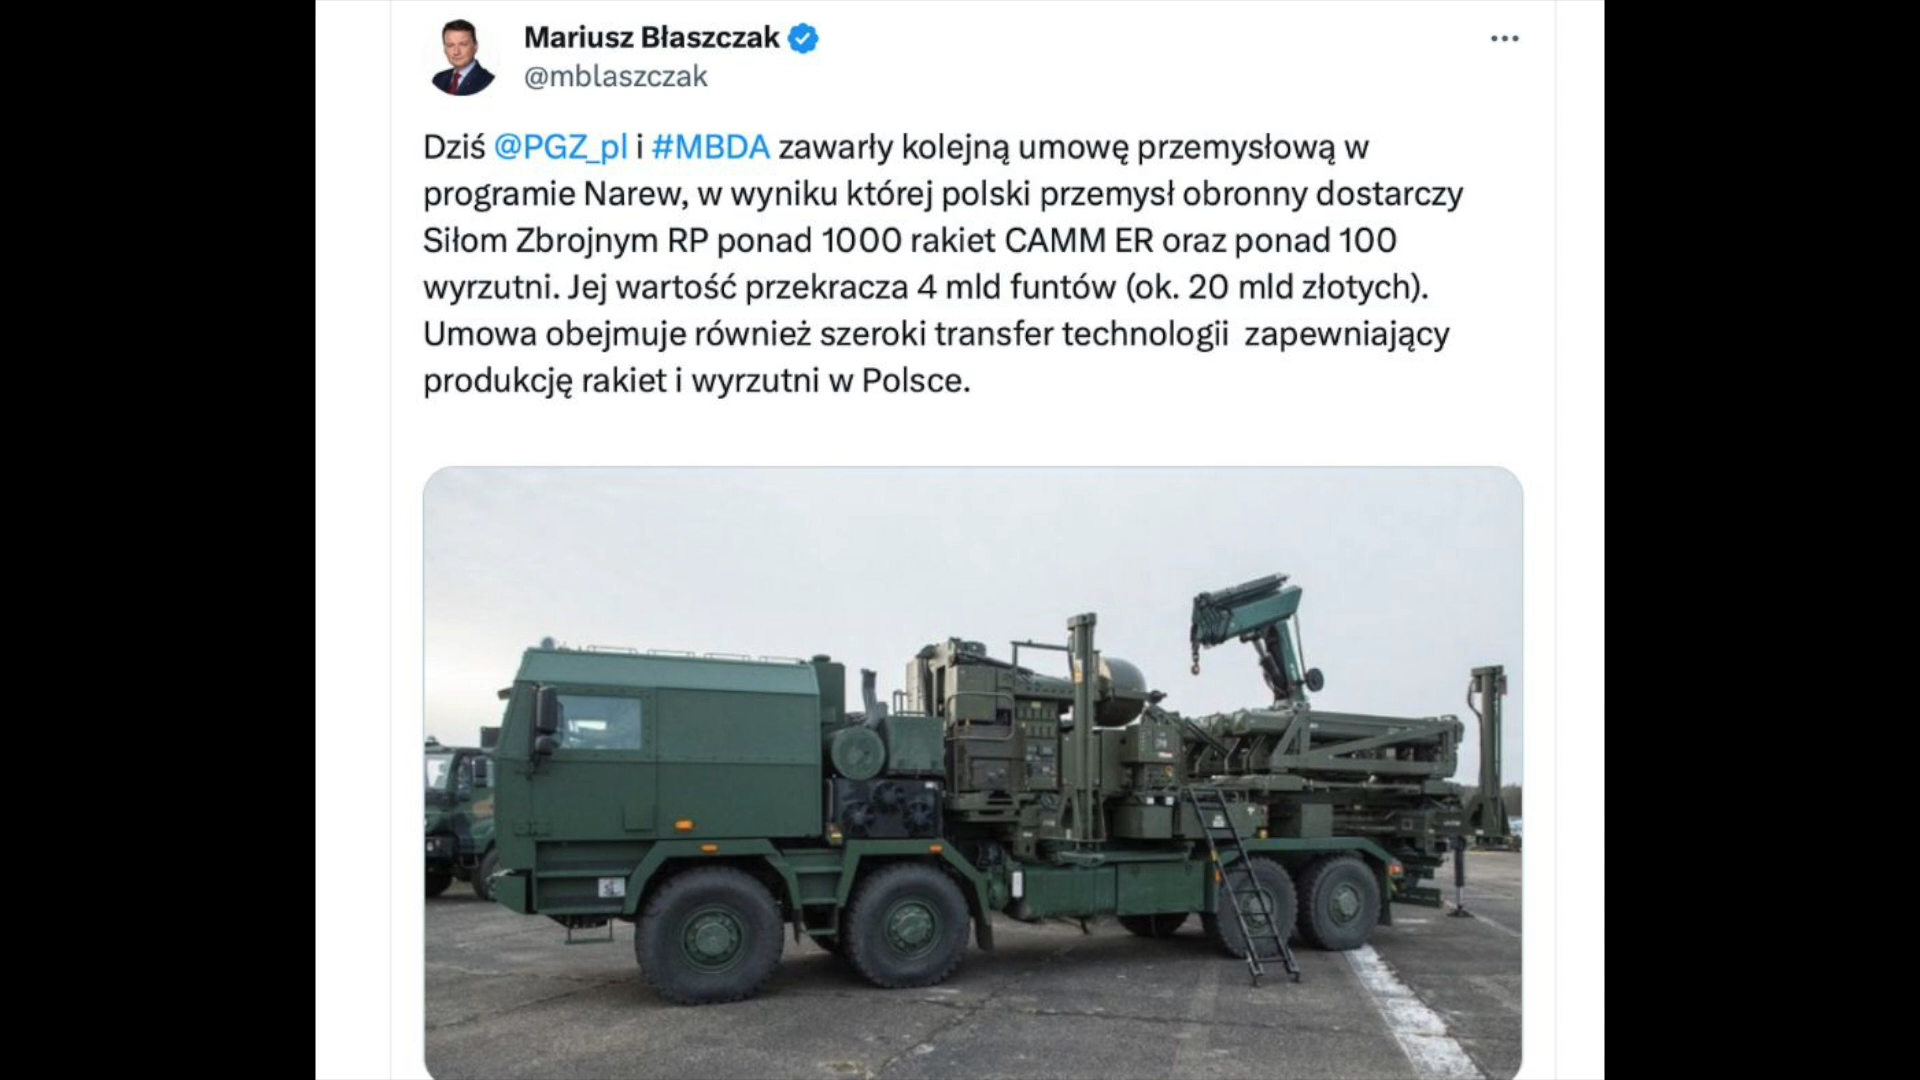 Mariusz Błaszczak
@mblaszczak
Dziś @PGZ_pl i #MBDA zawarły kolejną umowę przemysłową w
programie Narew, w wyniku której polski przemysł obronny dostarczy
Siłom Zbrojnym RP ponad 1000 rakiet CAMM ER oraz ponad 100
wyrzutni. Jej wartość przekracza 4 mld funtów (ok. 20 mld złotych).
Umowa obejmuje również szeroki transfer technologii  zapewniający
produkcję rakiet i wyrzutni w Polsce.